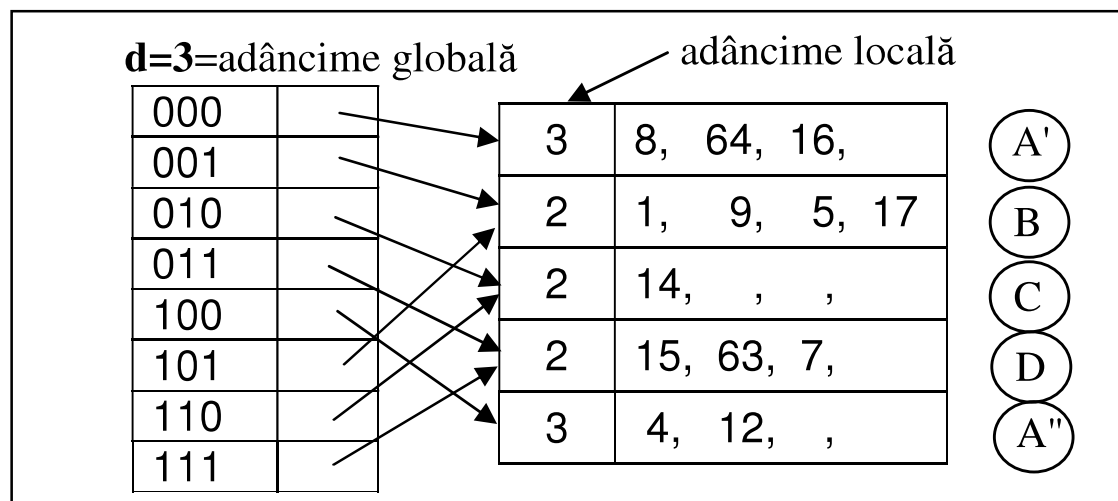 d=3=adâncime globală
adâncime locală
000
001
010
011
100
101
110
111
3 8, 64, 16, A'
2 1, 9, 5, 17 B
2 14, , , C
2 15, 63, 7, D
3 4, 12, , A"